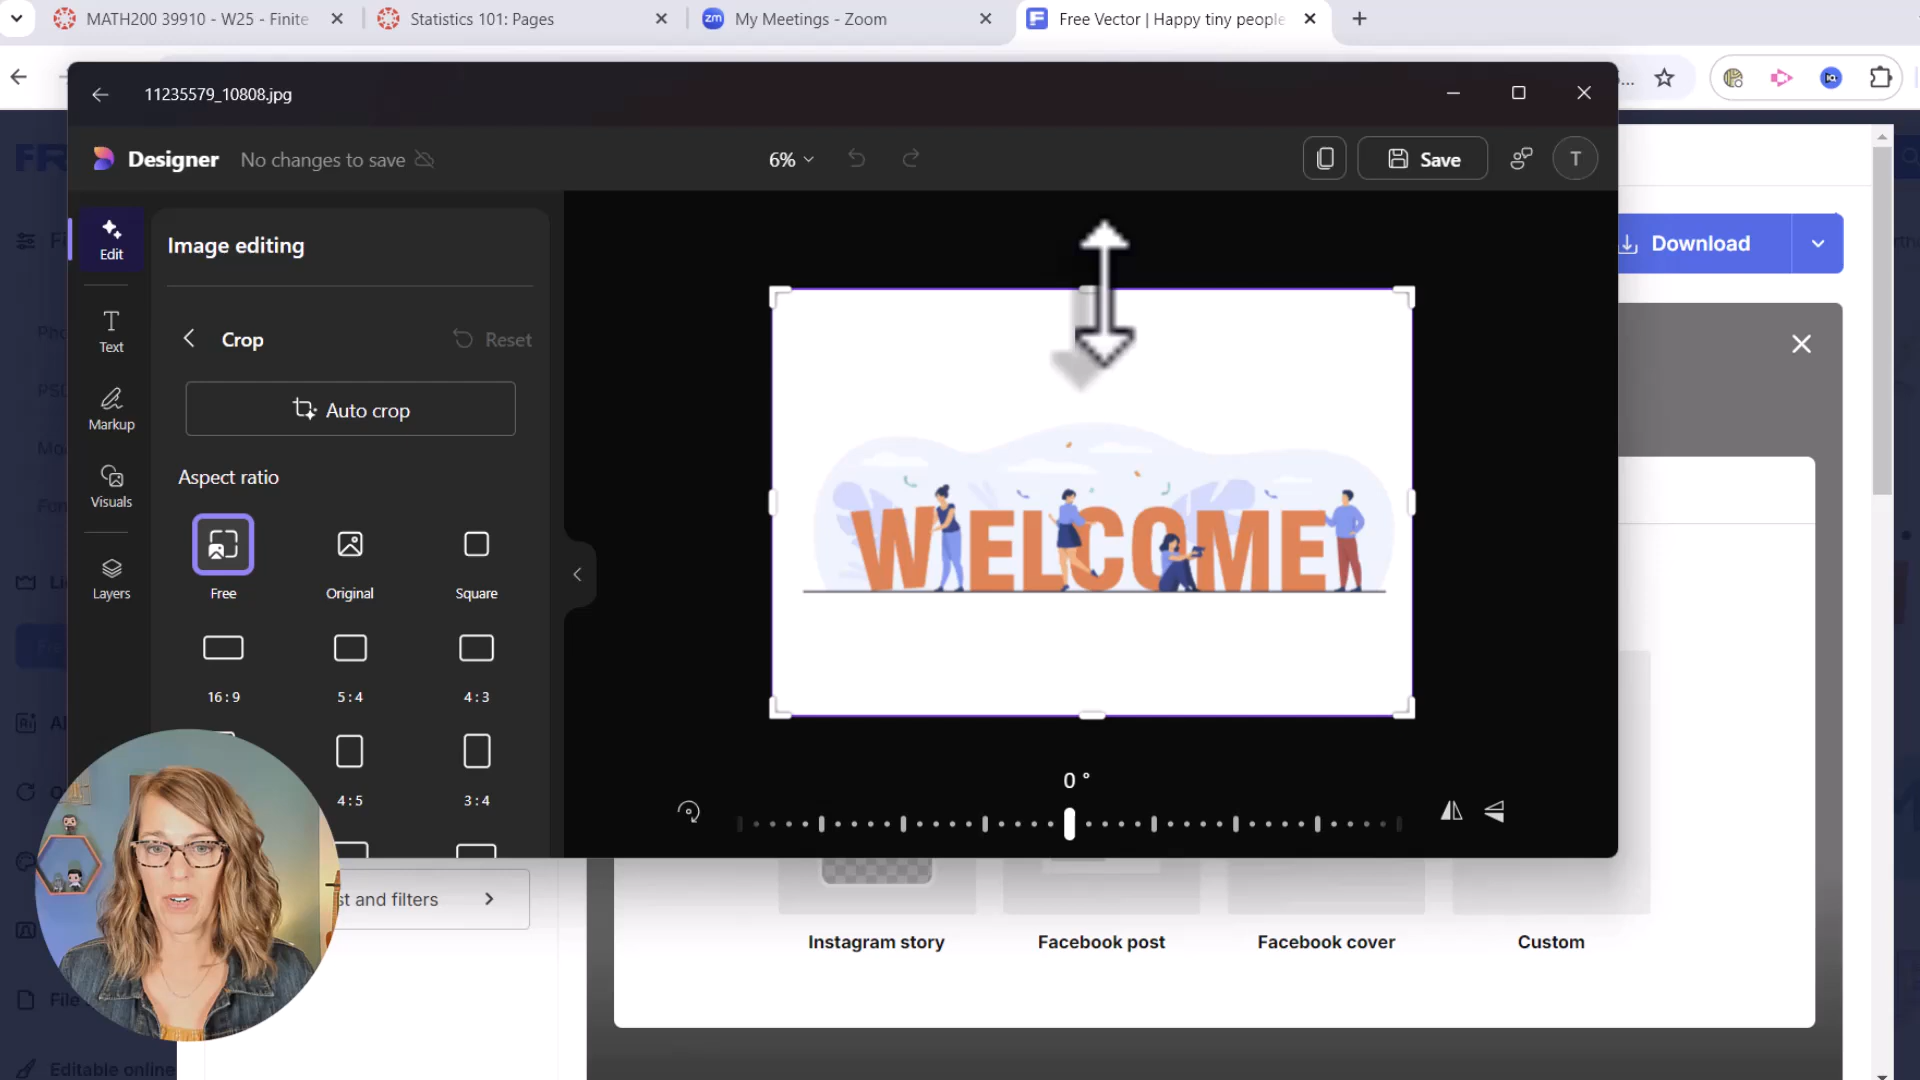 MATH200 39910 - W25 - Finite
Statistics 101: Pages
My Meetings - Zoom
Free Vector | Happy tiny people
11235579_10808.jpg
Designer
No changes to save
6%
Save
T
Download
Edit
Text
Markup
Visuals
Layers
Image editing
Crop
Reset
Auto crop
Aspect ratio
Free
Original
Square
16:9
5:4
4:3
4:5
3:4
WELCOME
0 °
st and filters
Instagram story
Facebook post
Facebook cover
Custom
File
Editable online